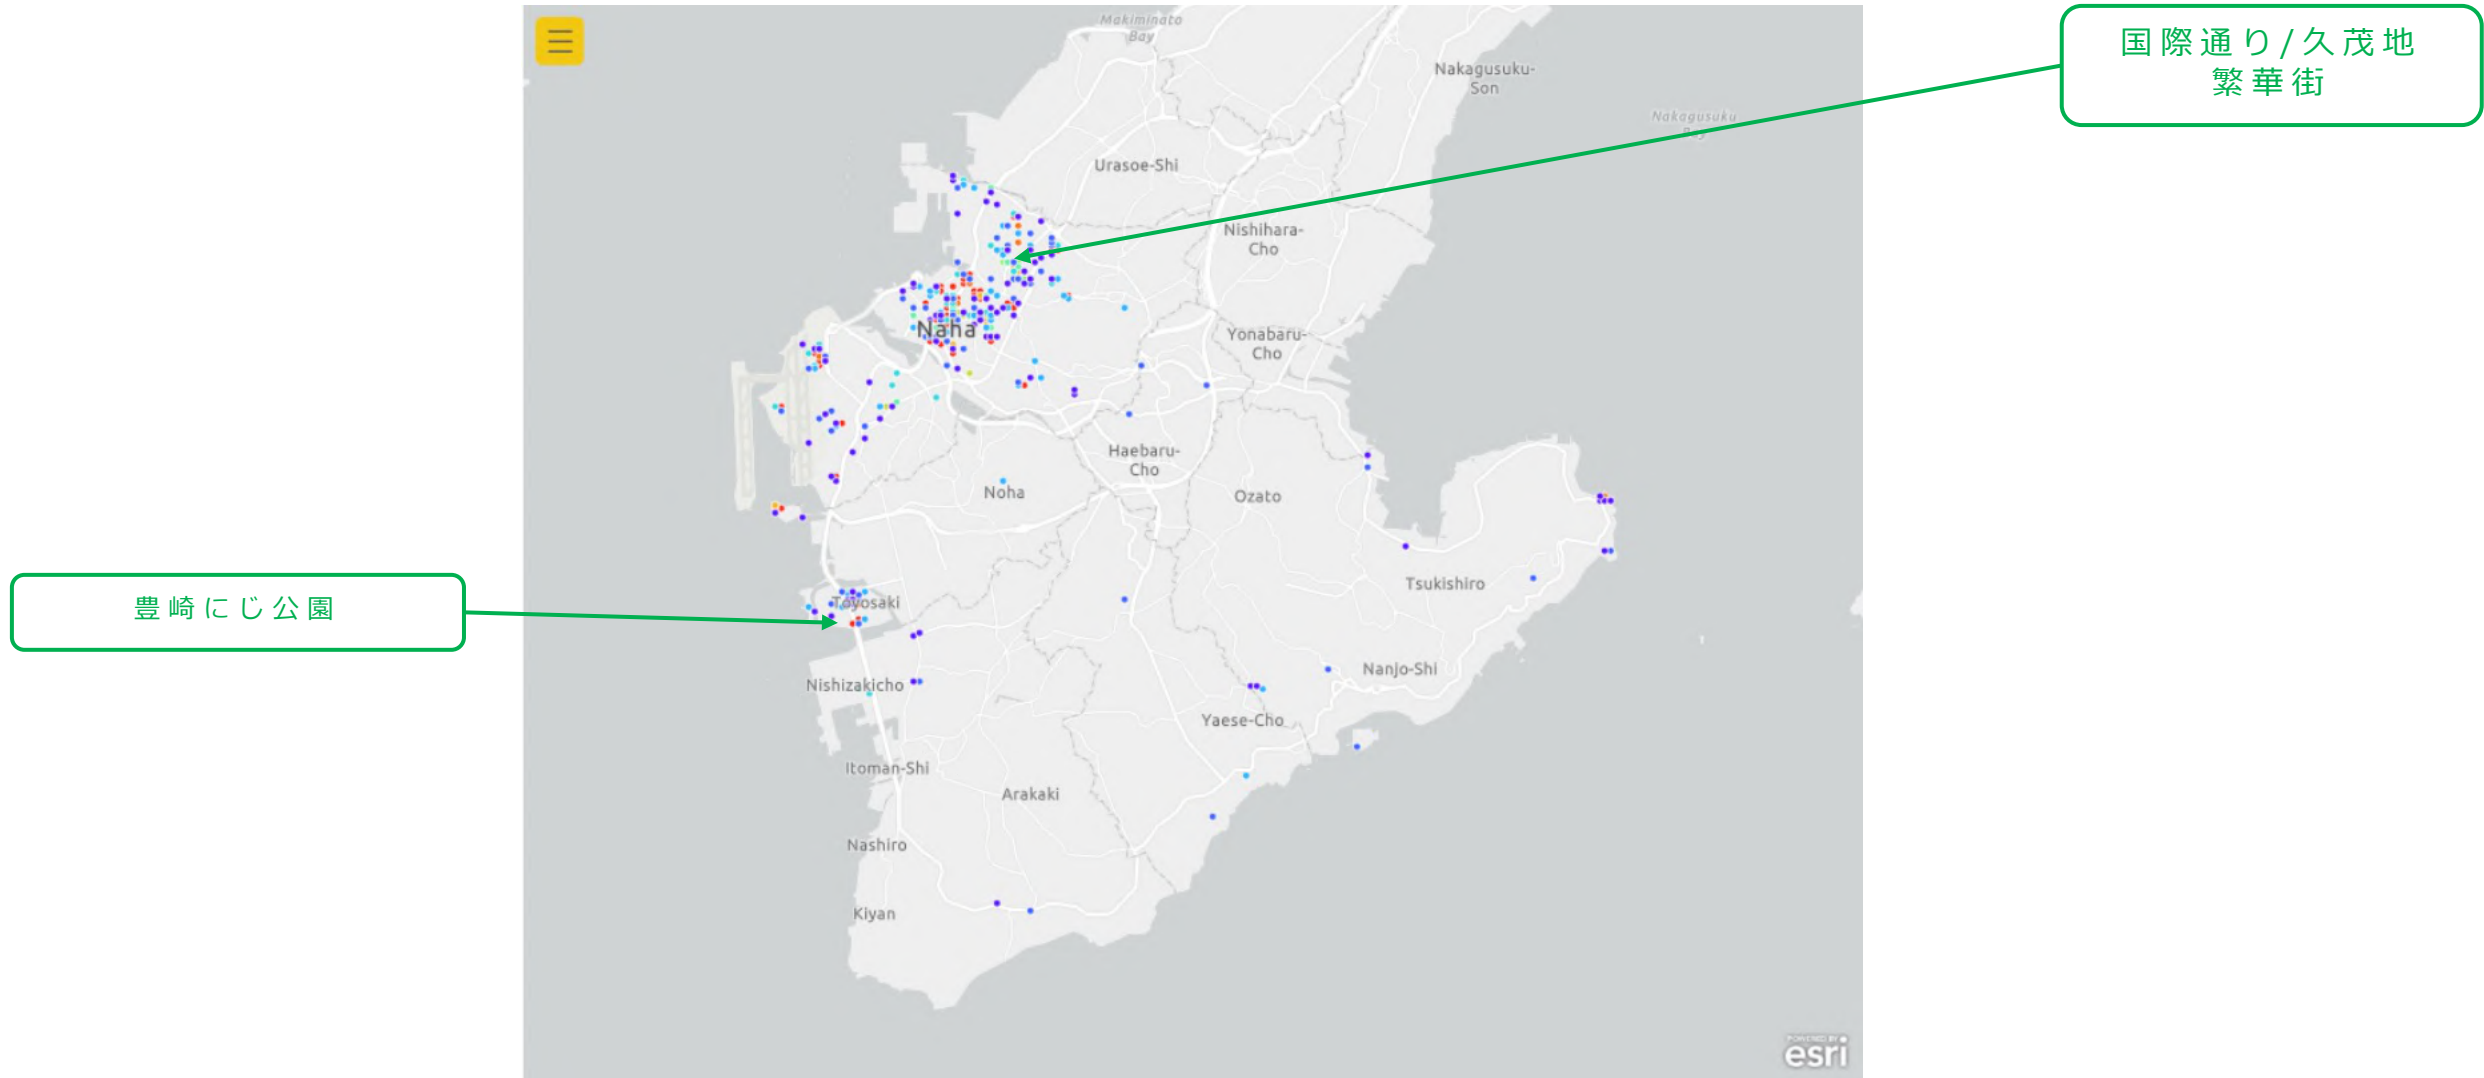 Makiminato
Bay
国際通り/久茂地
繁華街
Nakagusuku-
Son
Nakagusuku
Bay
Urasoe-Shi
Nishihara-
Cho
Naha
Yonabaru-
Cho
Haebaru-
Cho
Noha
Ozato
豊崎にじ公園
Toyosaki
Tsukishiro
Nanjo-Shi
Nishizakicho
Yaese-Cho
Itoman-Shi
Arakaki
Nashiro
Kiyan
POWERED BY
esri